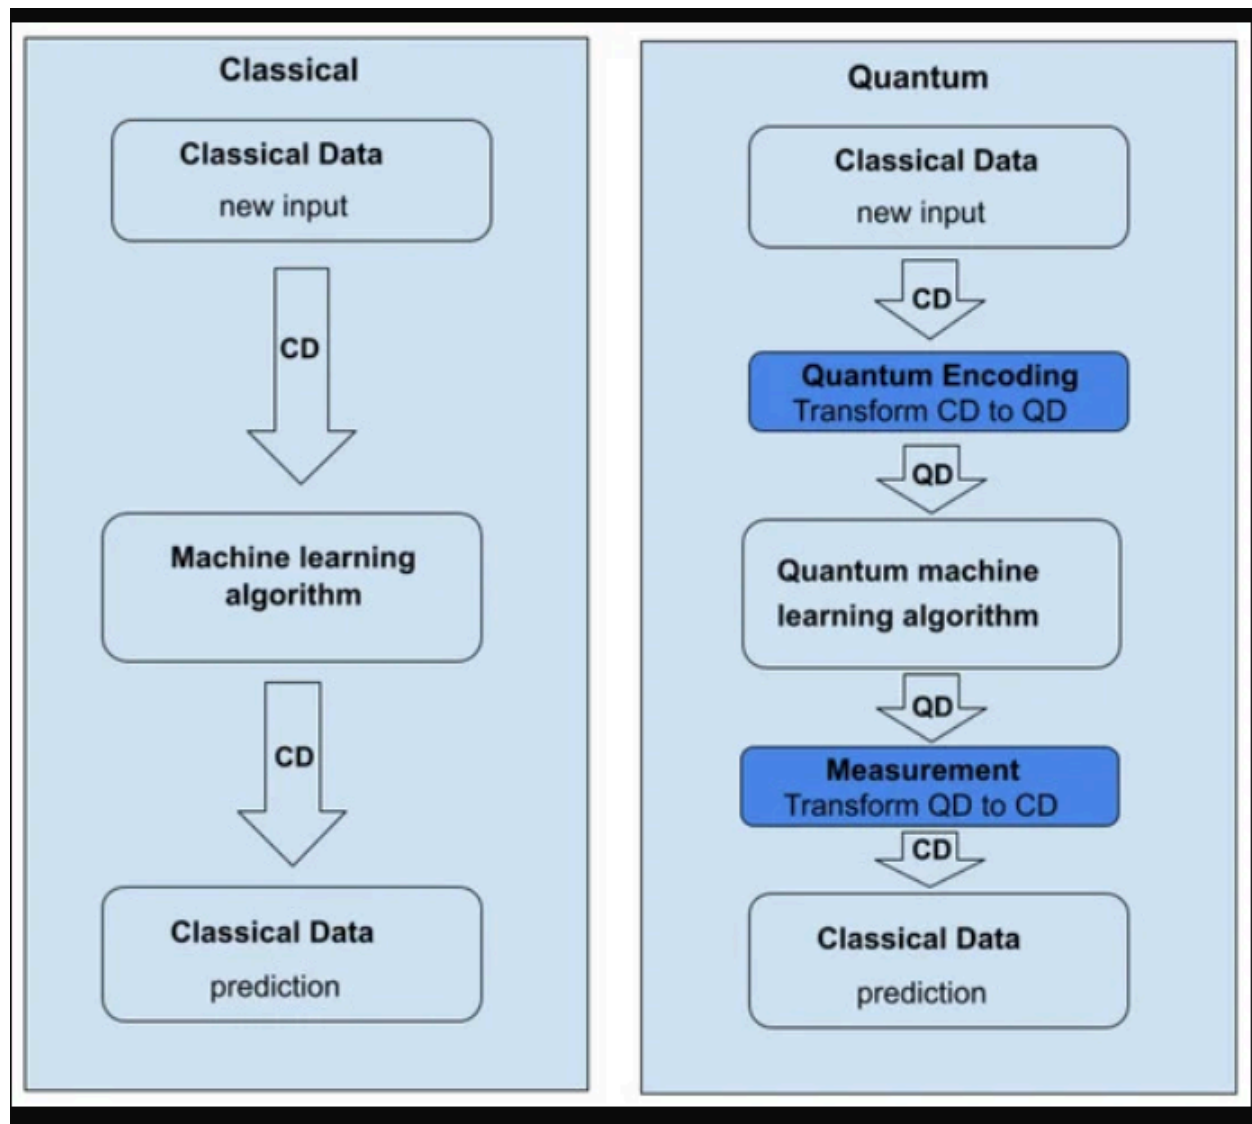 Classical
Classical Data
new input
CD
Machine learning
algorithm
CD
Classical Data
prediction
Quantum
Classical Data
new input
CD
Quantum Encoding
Transform CD to QD
QD
Quantum machine
learning algorithm
QD
Measurement
Transform QD to CD
CD
Classical Data
prediction